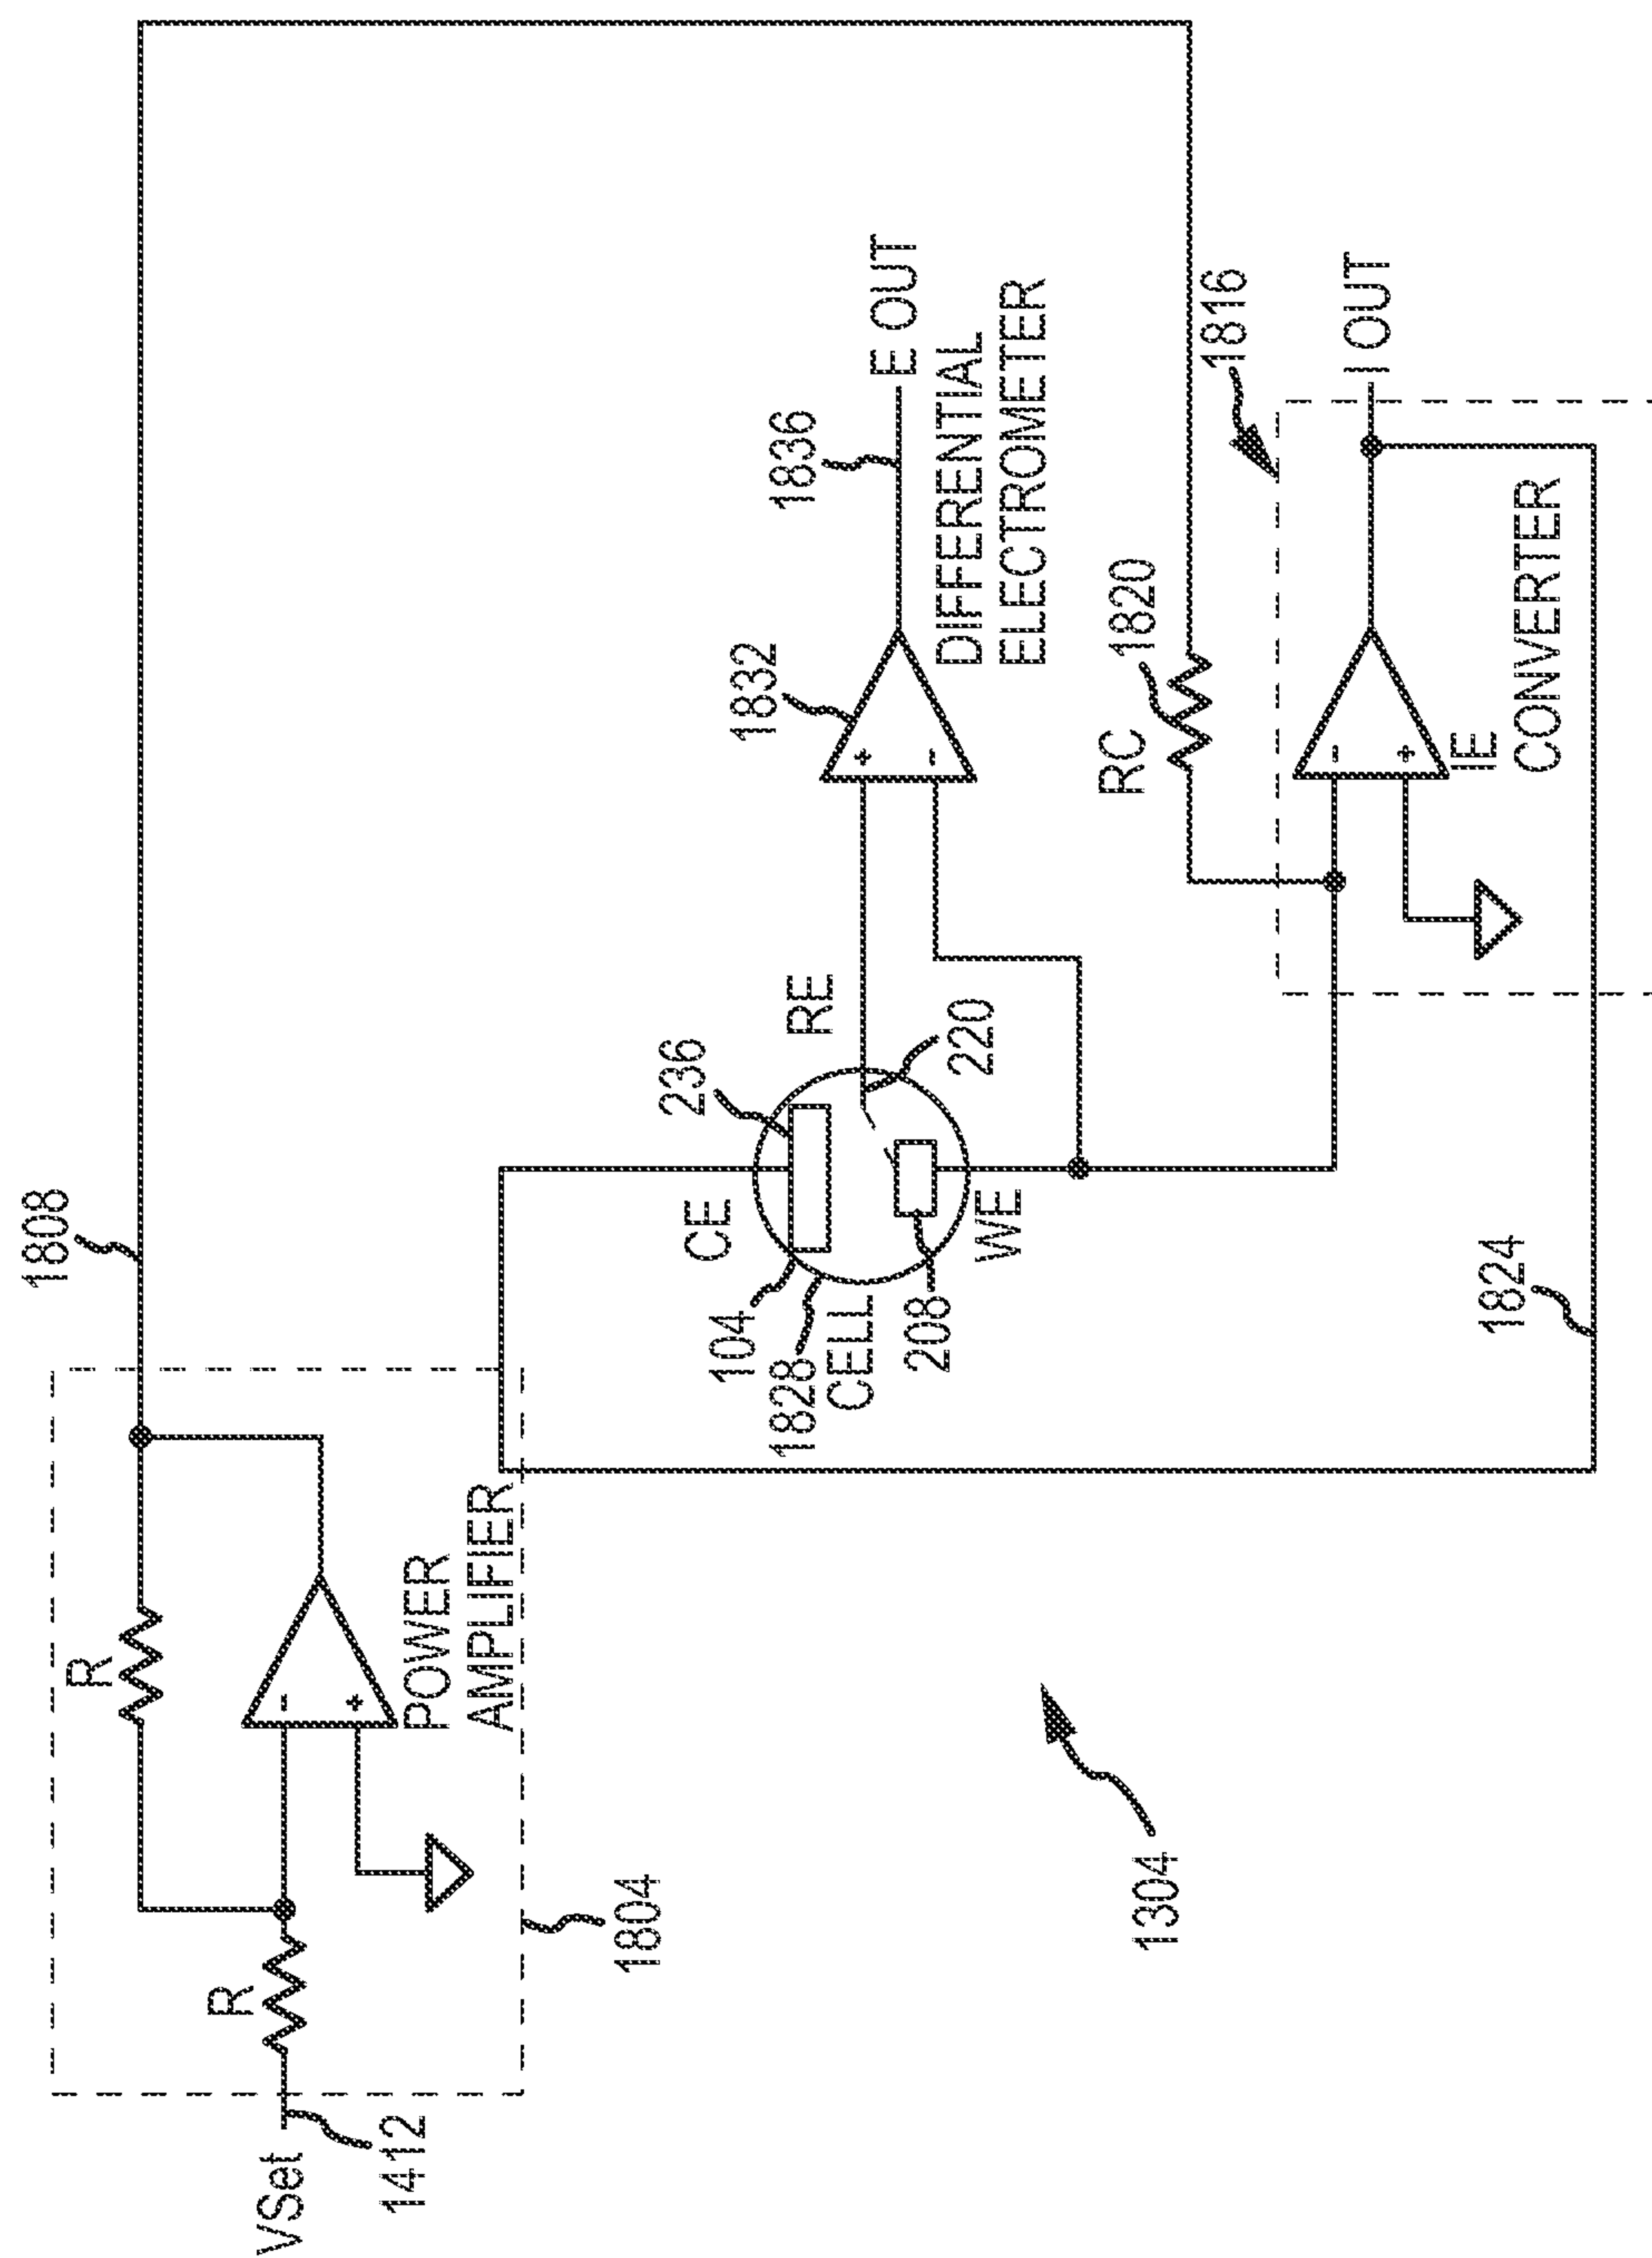 VSet
1412
R
R
POWER
AMPLIFIER
1804
1808
1304
104
1828
CELL
CE
236
RE
220
208
WE
1832
1836
E OUT
DIFFERENTIAL
ELECTROMETER
RC
1820
1816
IE
CONVERTER
I OUT
1824